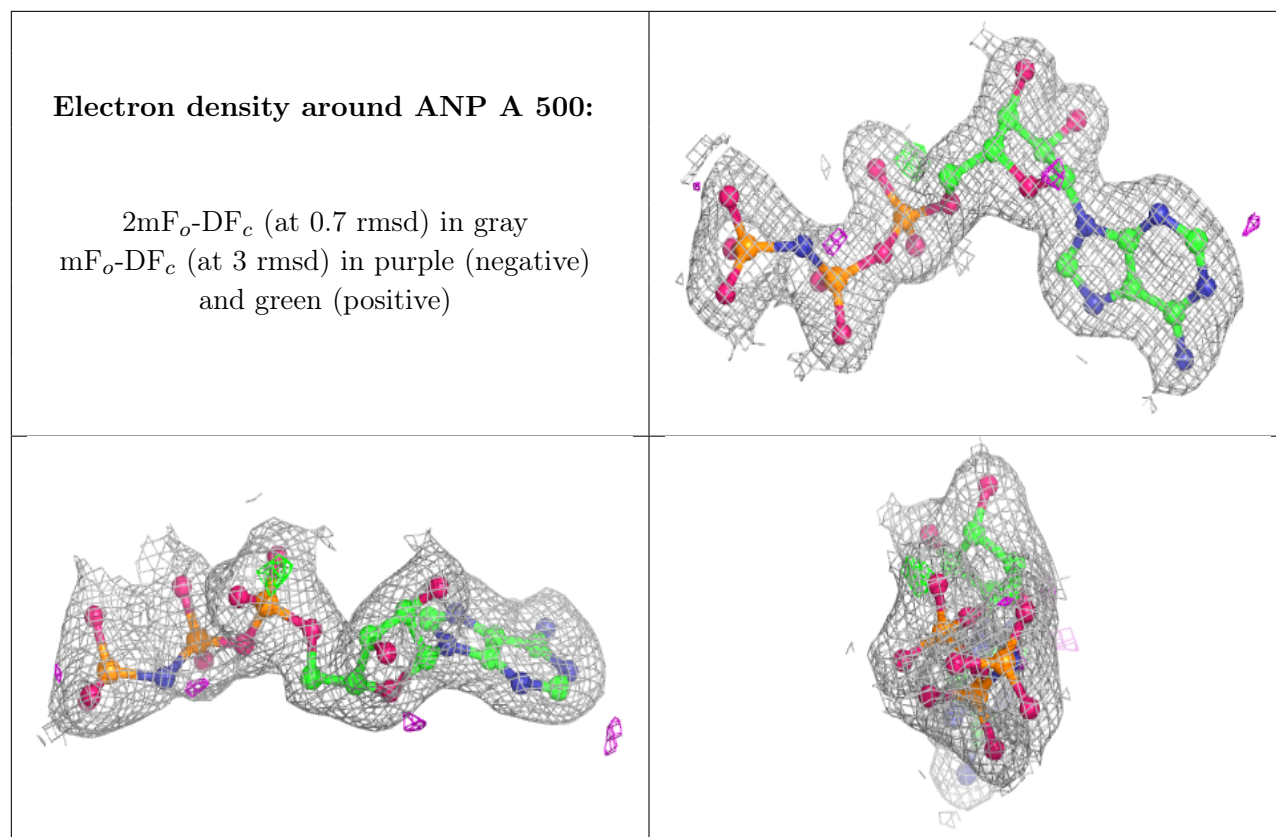 Electron density around ANP A 500:
2mFₒ-DF𝒸 (at 0.7 rmsd) in gray
mFₒ-DF𝒸 (at 3 rmsd) in purple (negative)
and green (positive)